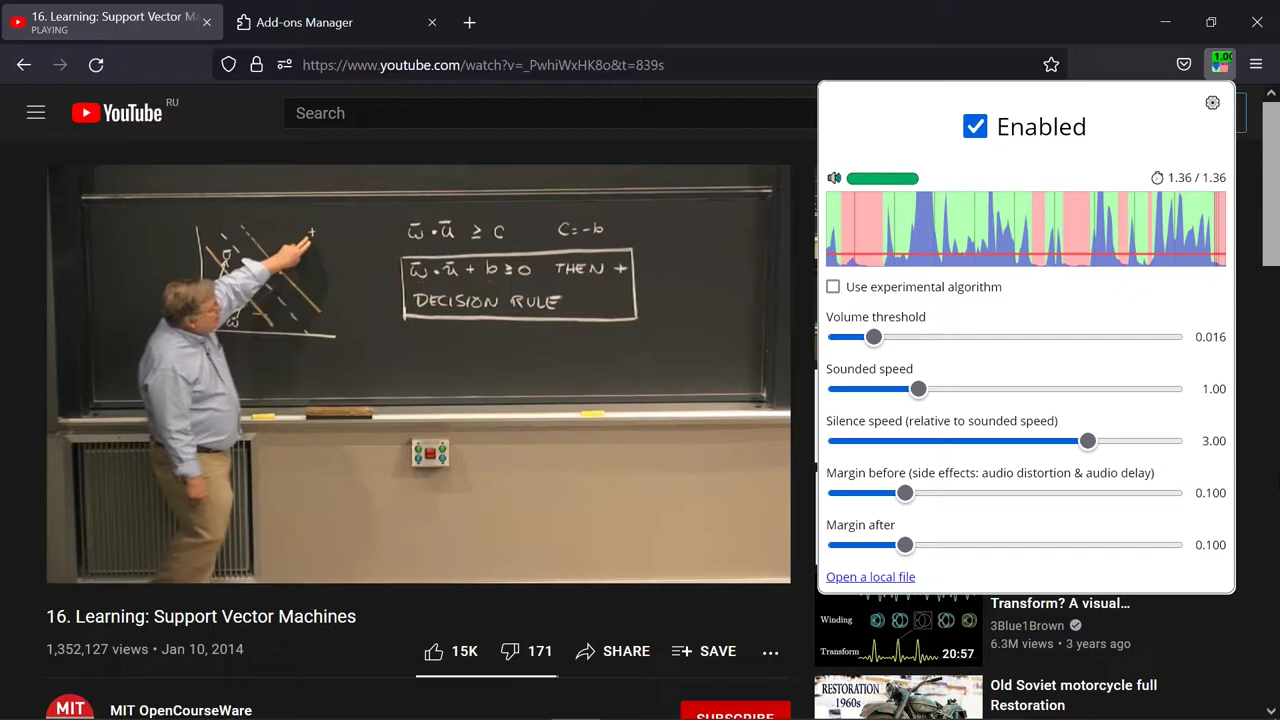 16. Learning: Support Vector Ma
PLAYING
Add-ons Manager
https://www.youtube.com/watch?v=_PwhiWxHK8o&t=839s
1.00
YouTube RU
Search
Enabled
1.36 / 1.36
Use experimental algorithm
Volume threshold
0.016
Sounded speed
1.00
Silence speed (relative to sounded speed)
3.00
Margin before (side effects: audio distortion & audio delay)
0.100
Margin after
0.100
Open a local file
w̄ · ū ≥ c C = -b
w̄ · ū + b ≥ 0 THEN +
DECISION RULE
16. Learning: Support Vector Machines
1,352,127 views • Jan 10, 2014
15K
171
SHARE
SAVE
MIT
MIT OpenCourseWare
SUBSCRIBE
Winding
Transform
20:57
Transform? A visual...
3Blue1Brown
6.3M views • 3 years ago
RESTORATION
1960s
Old Soviet motorcycle full
Restoration